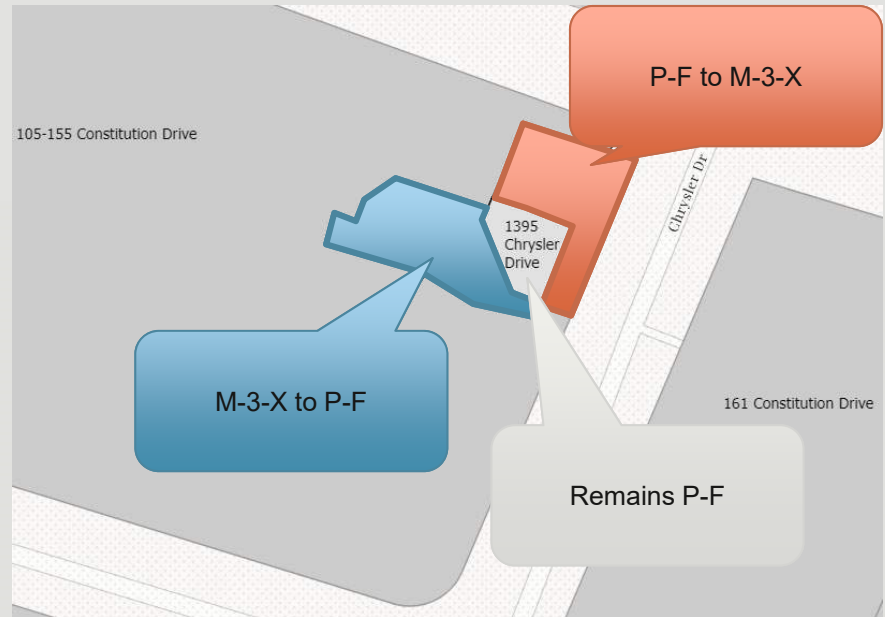 P-F to M-3-X
105-155 Constitution Drive
Chrysler Dr
1395
Chrysler
Drive
M-3-X to P-F
161 Constitution Drive
Remains P-F